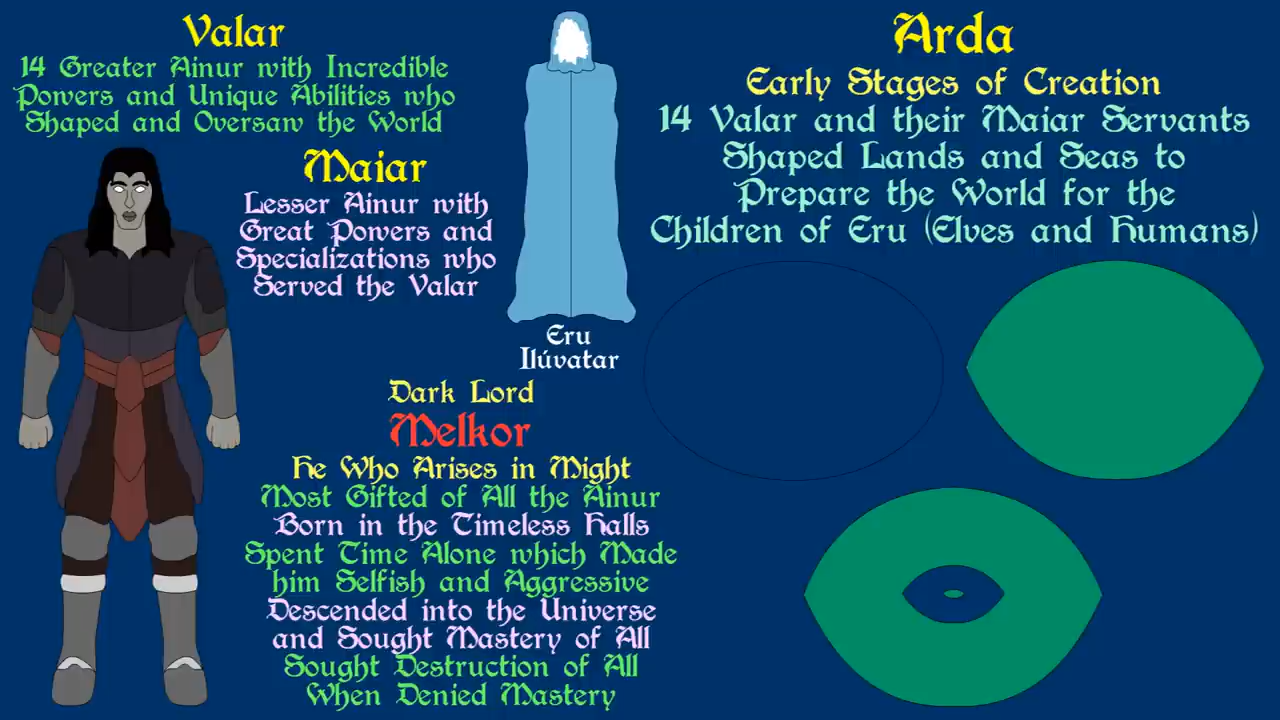 Valar
14 Greater Ainur with Incredible
Powers and Unique Abilities who
Shaped and Oversaw the World
Maiar
Lesser Ainur with
Great Powers and
Specializations who
Served the Valar
Eru
Ilúvatar
Dark Lord
Melkor
He Who Arises in Might
Most Gifted of All the Ainur
Born in the Timeless Halls
Spent Time Alone which Made
him Selfish and Aggressive
Descended into the Universe
and Sought Mastery of All
Sought Destruction of All
When Denied Mastery
Arda
Early Stages of Creation
14 Valar and their Maiar Servants
Shaped Lands and Seas to
Prepare the World for the
Children of Eru (Elves and Humans)